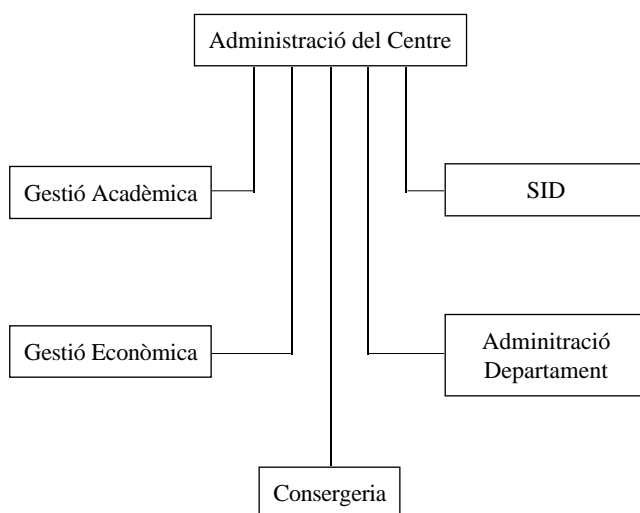 Administració del Centre
Gestió Acadèmica
SID
Gestió Econòmica
Adminitració
Departament
Consergeria